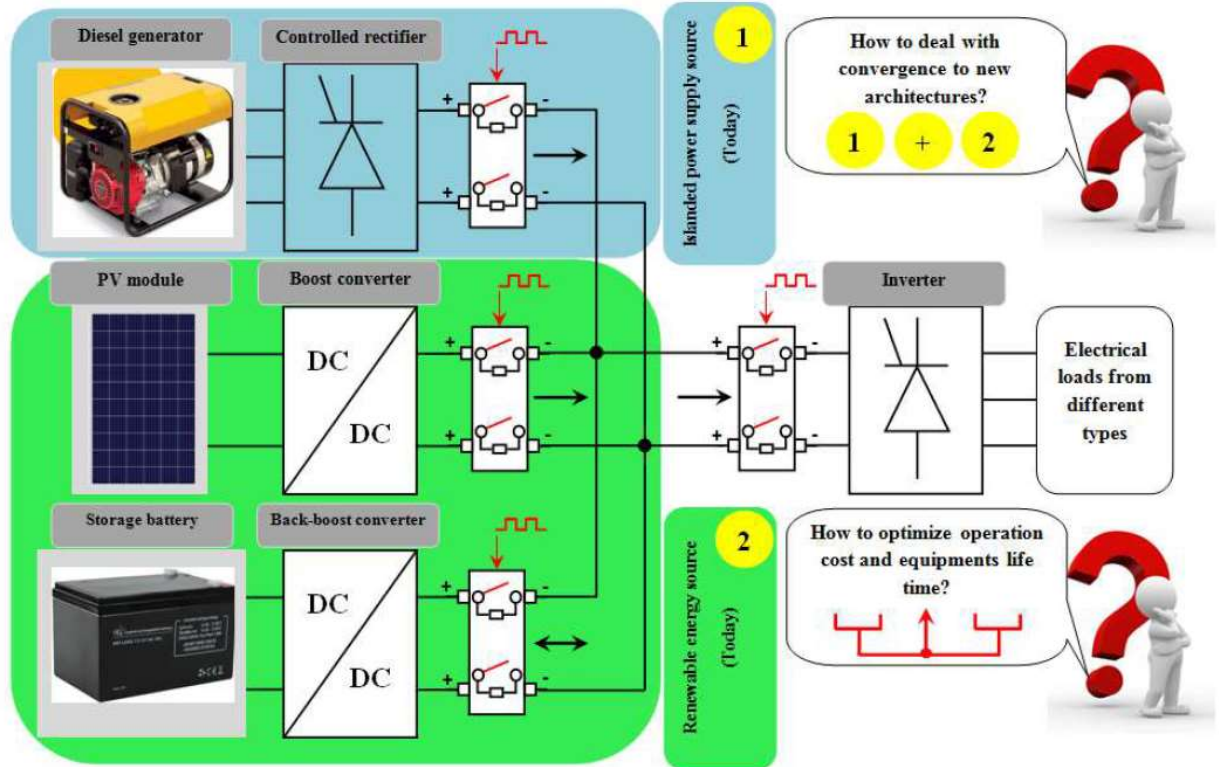 Diesel generator
Controlled rectifier
+ -
+ -
Islanded power supply source
(Today)
1
How to deal with
convergence to new
architectures?
1 + 2
PV module
Boost converter
DC
DC
+ -
+ -
+ -
+ -
Inverter
Electrical
loads from
different
types
Storage battery
Back-boost converter
DC
DC
+ -
+ -
Renewable energy source
(Today)
2
How to optimize operation
cost and equipments life
time?